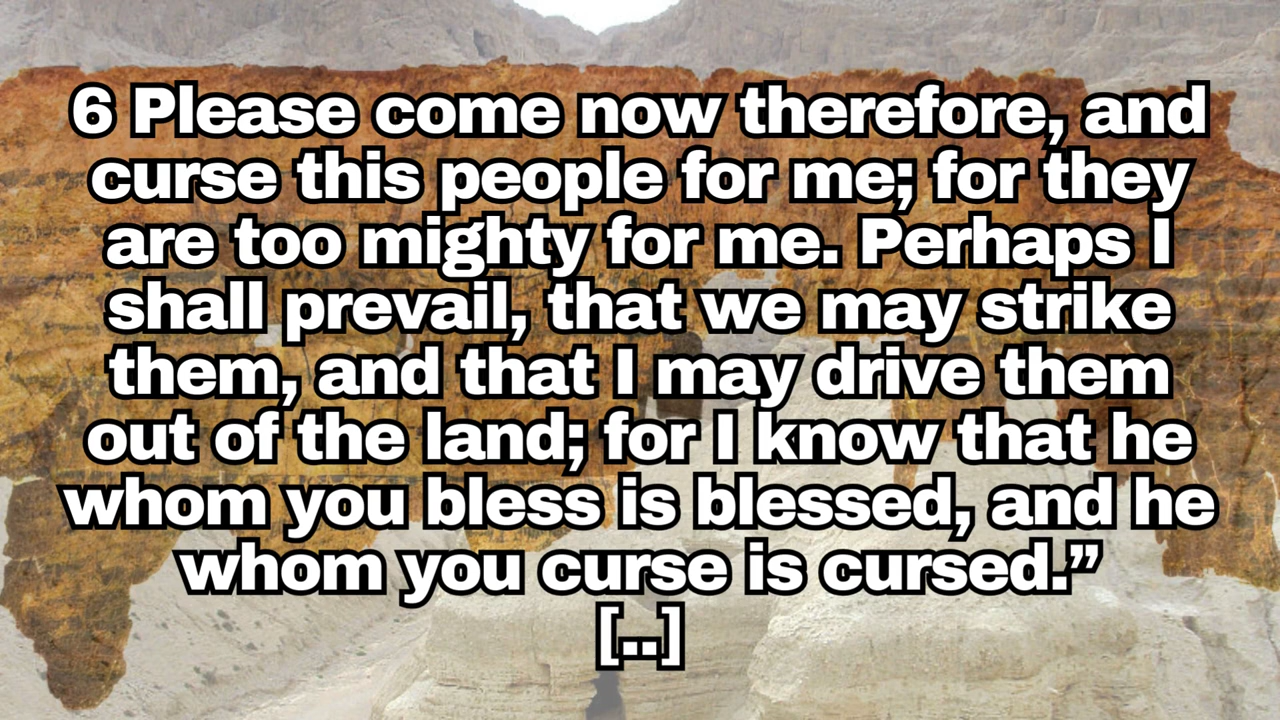 6 Please come now therefore, and
curse this people for me; for they
are too mighty for me. Perhaps I
shall prevail, that we may strike
them, and that I may drive them
out of the land; for I know that he
whom you bless is blessed, and he
whom you curse is cursed.”
[..]